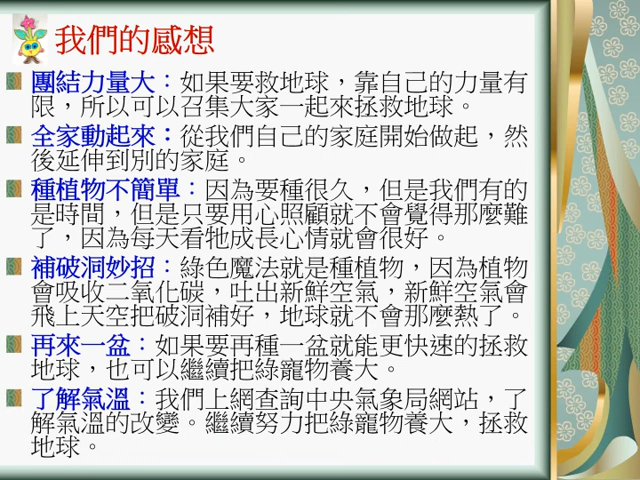 我們的感想
團結力量大：如果要救地球，靠自己的力量有
限，所以可以召集大家一起來拯救地球。
全家動起來：從我們自己的家庭開始做起，然
後延伸到別的家庭。
種植物不簡單：因為要種很久，但是我們有的
是時間，但是只要用心照顧就不會覺得那麼難
了，因為每天看牠成長心情就會很好。
補破洞妙招：綠色魔法就是種植物，因為植物
會吸收二氧化碳，吐出新鮮空氣，新鮮空氣會
飛上天空把破洞補好，地球就不會那麼熱了。
再來一盆：如果要再種一盆就能更快速的拯救
地球，也可以繼續把綠寵物養大。
了解氣溫：我們上網查詢中央氣象局網站，了
解氣溫的改變。繼續努力把綠寵物養大，拯救
地球。